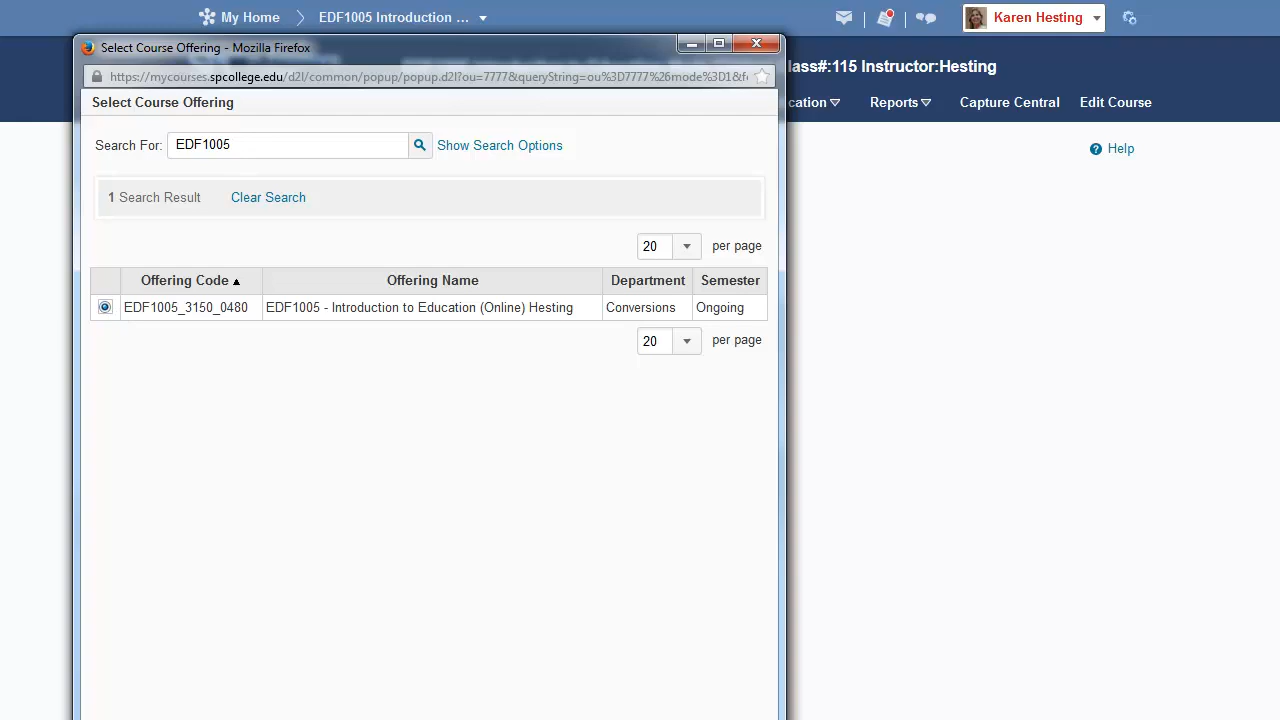 My Home
EDF1005 Introduction ...
Karen Hesting
Select Course Offering - Mozilla Firefox
lass#:115 Instructor:Hesting
https://mycourses.spcollege.edu/d2l/common/popup/popup.d2l?ou=7777&queryString=ou%3D7777%26mode%3D1&f
cation
Reports
Capture Central
Edit Course
Select Course Offering
Search For:
EDF1005
Show Search Options
Help
1 Search Result
Clear Search
20
per page
Offering Code
Offering Name
Department
Semester
EDF1005_3150_0480
EDF1005 - Introduction to Education (Online) Hesting
Conversions
Ongoing
20
per page